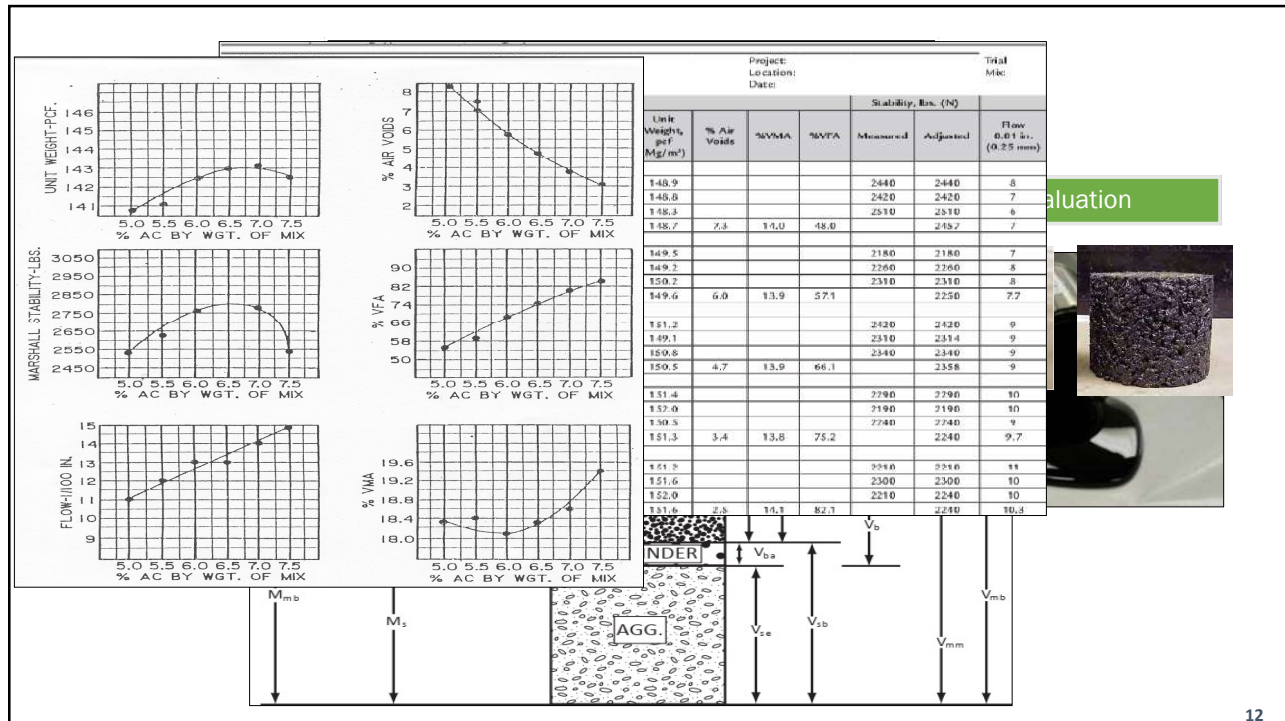 UNIT WEIGHT-PCF.
146
145
144
143
142
141
5.0 5.5 6.0 6.5 7.0 7.5
% AC BY WGT. OF MIX
% AIR VOIDS
8
7
6
5
4
3
2
5.0 5.5 6.0 6.5 7.0 7.5
% AC BY WGT. OF MIX
MARSHALL STABILITY-LBS.
3050
2950
2850
2750
2650
2550
2450
5.0 5.5 6.0 6.5 7.0 7.5
% AC BY WGT. OF MIX
% VFA
90
82
74
66
58
50
5.0 5.5 6.0 6.5 7.0 7.5
% AC BY WGT. OF MIX
FLOW-1/100 IN.
15
14
13
12
11
10
9
5.0 5.5 6.0 6.5 7.0 7.5
% AC BY WGT. OF MIX
% VMA
19.6
19.2
18.8
18.4
18.0
5.0 5.5 6.0 6.5 7.0 7.5
% AC BY WGT. OF MIX
Project: Trial
Location: Mix:
Date:
Stability, lbs. (N)
Unit Weight, pcf Mg/m³) % Air Voids %VMA %VFA Measured Adjusted Flow 0.01 in. (0.25 mm)
148.9 2440 2440 8
148.8 2420 2420 7
148.3 2510 2510 6
148.7 7.3 14.0 48.0 2457 7
149.5 2180 2180 7
149.2 2260 2260 8
150.2 2310 2310 8
149.6 6.0 13.9 57.1 2250 7.7
151.2 2420 2420 9
149.1 2310 2314 9
150.8 2340 2340 9
150.5 4.7 13.9 66.1 2358 9
151.4 2290 2290 10
152.0 2190 2190 10
150.5 2240 2240 9
151.3 3.4 13.8 75.2 2240 9.7
151.2 2210 2210 11
151.6 2300 2300 10
152.0 2210 2240 10
151.6 2.5 14.1 82.1 2240 10.3
aluation
NDER
Vba
Vb
Mmb
Ms
AGG.
Vse
Vsb
Vmm
Vmb
12